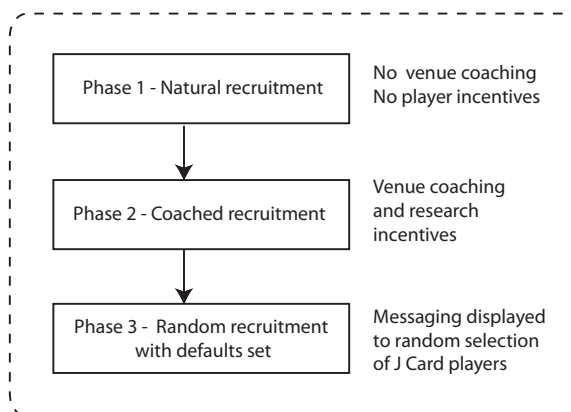 Phase 1 - Natural recruitment
No venue coaching
No player incentives
Phase 2 - Coached recruitment
Venue coaching
and research
incentives
Phase 3 - Random recruitment
with defaults set
Messaging displayed
to random selection
of J Card players